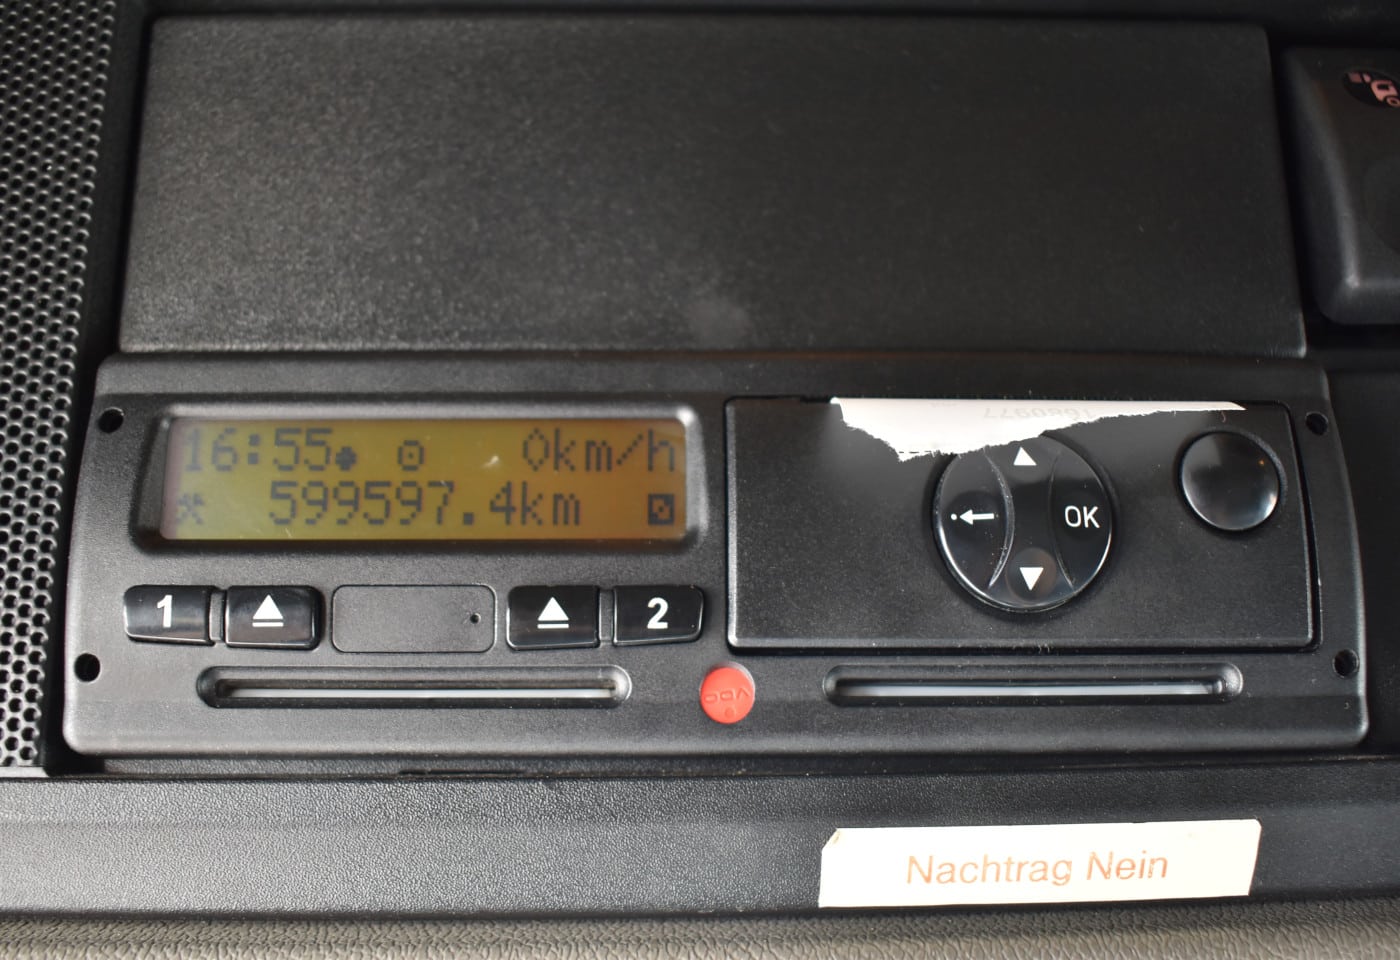 16:55 0km/h
599597.4km
1 2
OK
VDO
Nachtrag Nein